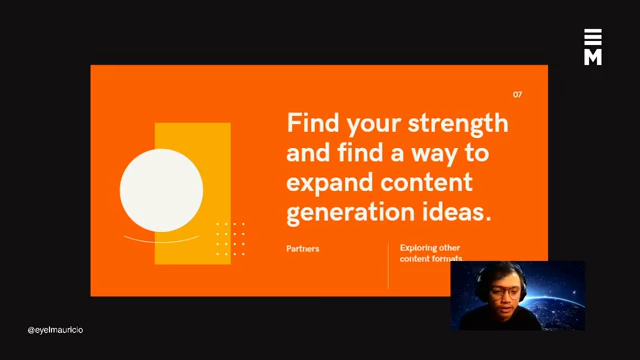 M
07
Find your strength
and find a way to
expand content
generation ideas.
Partners
Exploring other
content formats
@eyelmauricio